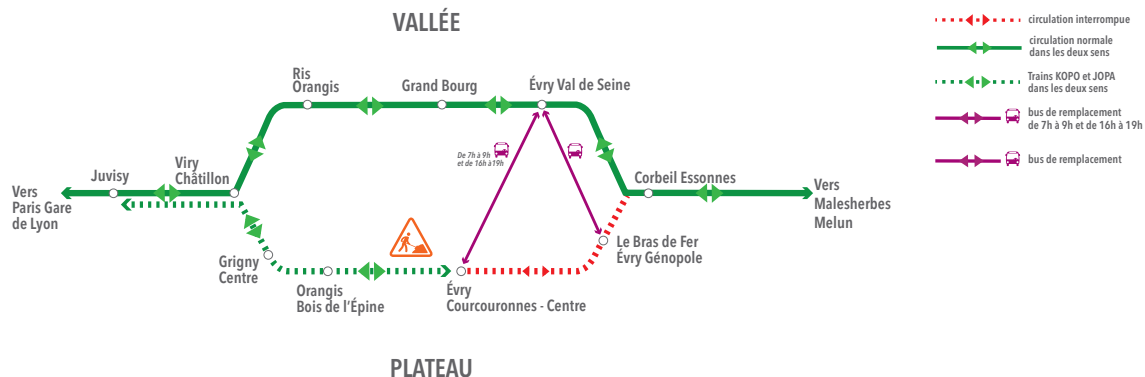 VALLÉE
circulation interrompue
circulation normale
dans les deux sens
Trains KOPO et JOPA
dans les deux sens
bus de remplacement
de 7h à 9h et de 16h à 19h
bus de remplacement
Ris
Orangis
Grand Bourg
Évry Val de Seine
De 7h à 9h
et de 16h à 19h
Juvisy
Viry
Châtillon
Corbeil Essonnes
Vers
Paris Gare
de Lyon
Vers
Malesherbes
Melun
Grigny
Centre
Orangis
Bois de l'Épine
Évry
Courcouronnes - Centre
Le Bras de Fer
Évry Génopole
PLATEAU